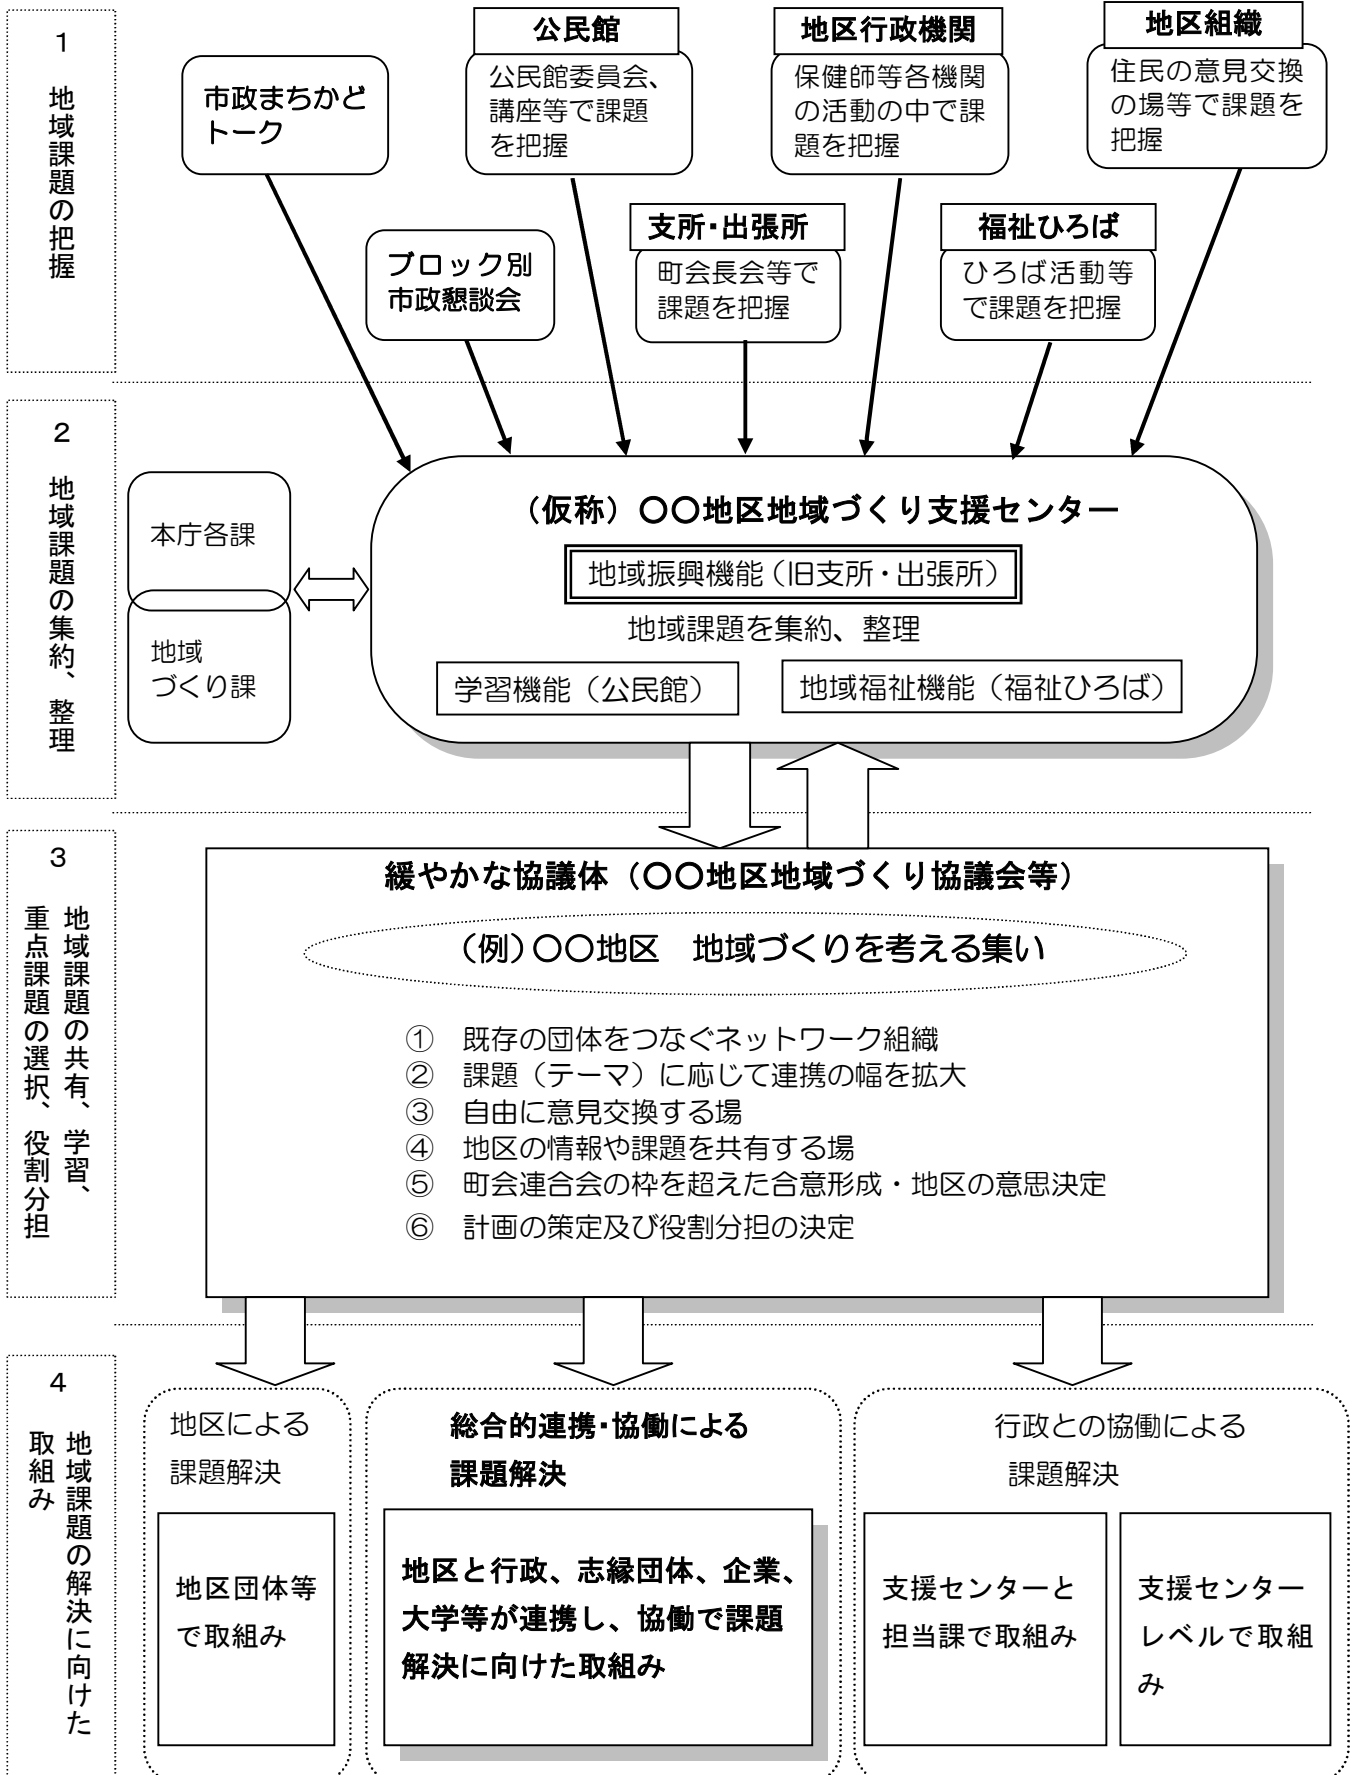 1
地域課題の把握
市政まちかど
トーク
公民館
公民館委員会、
講座等で課題
を把握
地区行政機関
保健師等各機関
の活動の中で課
題を把握
地区組織
住民の意見交換
の場等で課題を
把握
ブロック別
市政懇談会
支所・出張所
町会長会等で
課題を把握
福祉ひろば
ひろば活動等
で課題を把握
2
地域課題の集約、整理
本庁各課
地域
づくり課
（仮称）〇〇地区地域づくり支援センター
地域振興機能（旧支所・出張所）
地域課題を集約、整理
学習機能（公民館）
地域福祉機能（福祉ひろば）
3
地域課題の共有、学習、
重点課題の選択、役割分担
緩やかな協議体（〇〇地区地域づくり協議会等）
（例）〇〇地区　地域づくりを考える集い
①　既存の団体をつなぐネットワーク組織
②　課題（テーマ）に応じて連携の幅を拡大
③　自由に意見交換する場
④　地区の情報や課題を共有する場
⑤　町会連合会の枠を超えた合意形成・地区の意思決定
⑥　計画の策定及び役割分担の決定
4
地域課題の解決に向けた
取組み
地区による
課題解決
地区団体等
で取組み
総合的連携・協働による
課題解決
地区と行政、志縁団体、企業、
大学等が連携し、協働で課題
解決に向けた取組み
行政との協働による
課題解決
支援センターと
担当課で取組み
支援センター
レベルで取組
み